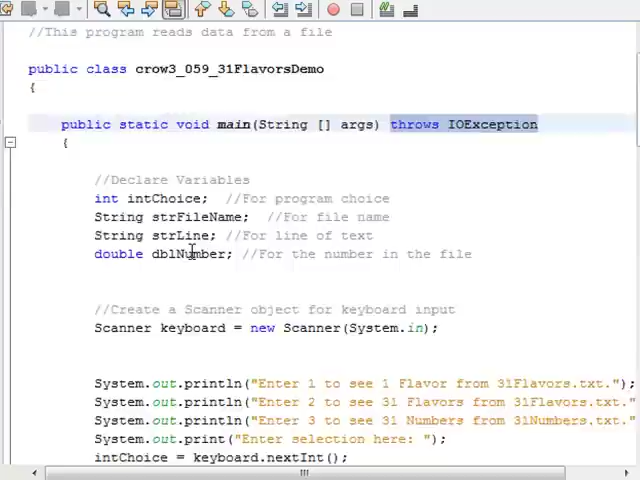 //This program reads data from a file
public class crow3_059_31FlavorsDemo
{
public static void main(String [] args) throws IOException
{
//Declare Variables
int intChoice;  //For program choice
String strFileName;  //For file name
String strLine; //For line of text
double dblNumber; //For the number in the file
//Create a Scanner object for keyboard input
Scanner keyboard = new Scanner(System.in);
System.out.println("Enter 1 to see 1 Flavor from 31Flavors.txt.");
System.out.println("Enter 2 to see 31 Flavors from 31Flavors.txt."
System.out.println("Enter 3 to see 31 Numbers from 31Numbers.txt."
System.out.print("Enter selection here: ");
intChoice = keyboard.nextInt();